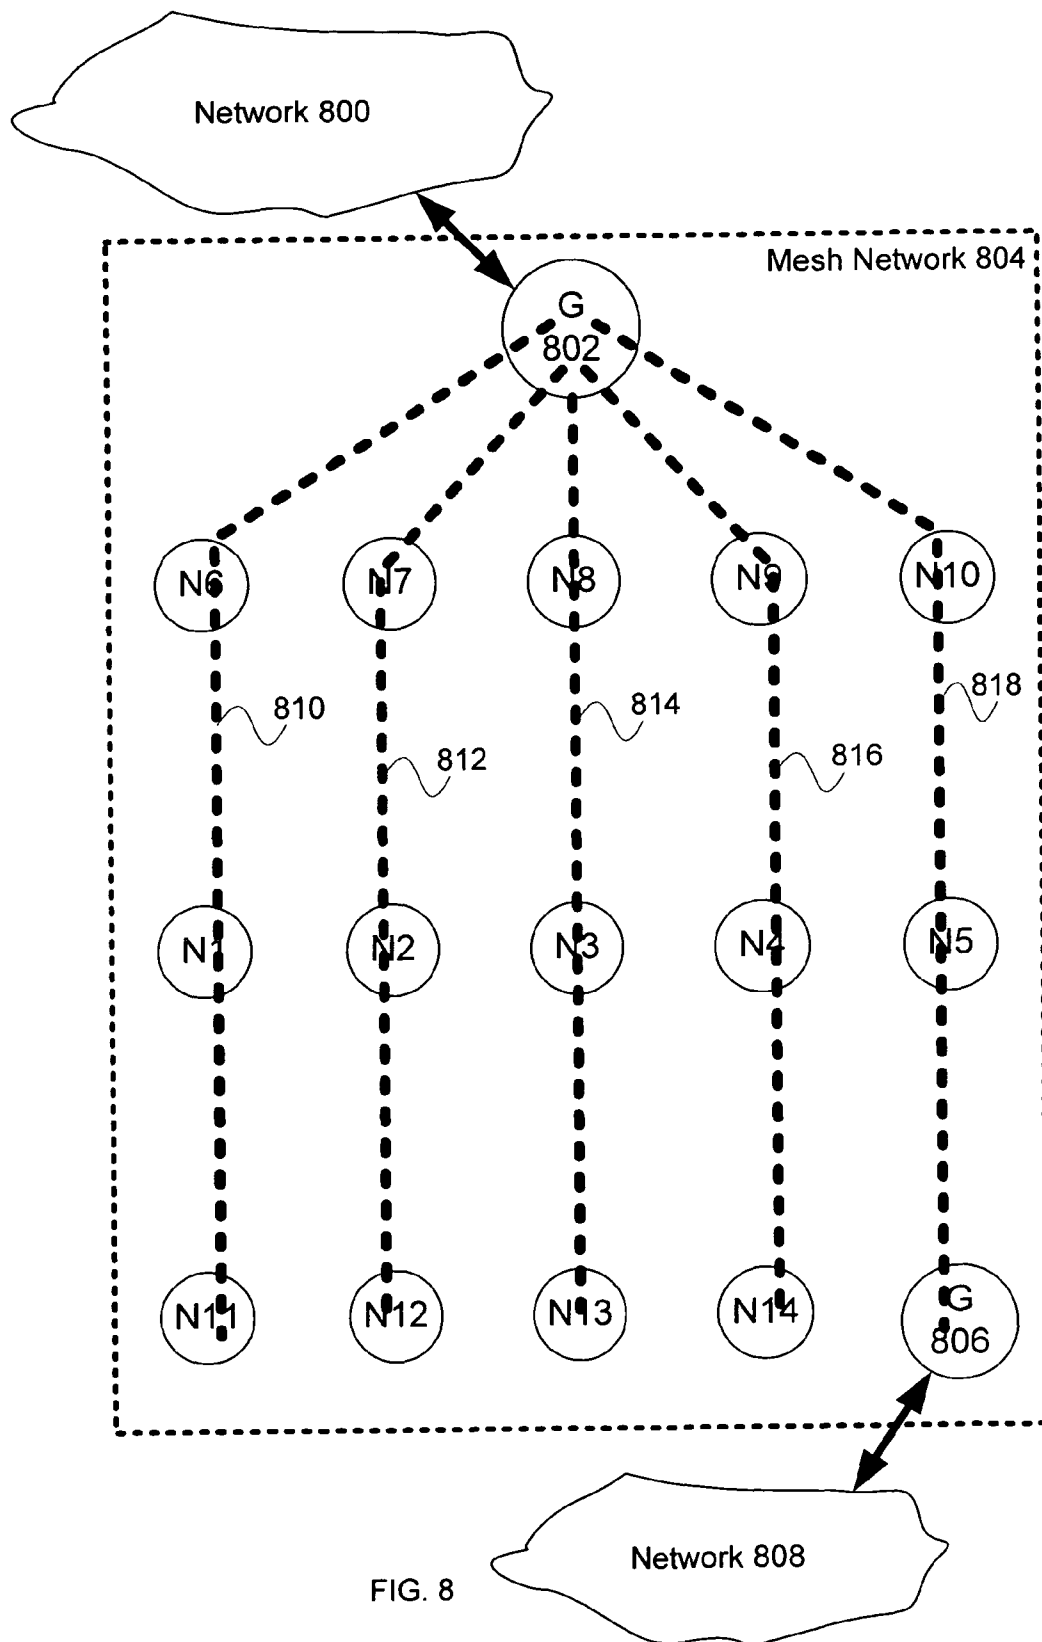 Network 800
Mesh Network 804
G
802
N6
N7
N8
N9
N10
810
812
814
816
818
N1
N2
N3
N4
N5
N11
N12
N13
N14
G
806
Network 808
FIG. 8